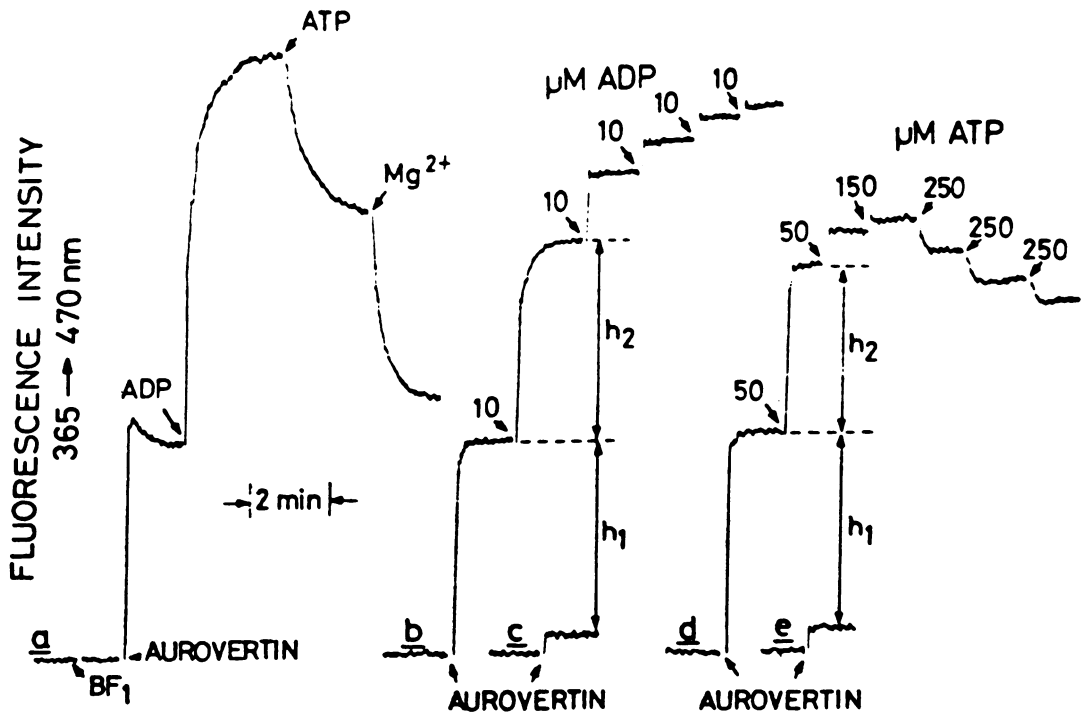 FLUORESCENCE INTENSITY
365 → 470 nm
ATP
Mg²⁺
ADP
2 min
a
BF₁
AUROVERTIN
µM ADP
10
10
10
10
10
h₂
h₁
b
c
AUROVERTIN
µM ATP
50
50
150
250
250
250
h₂
h₁
d
e
AUROVERTIN